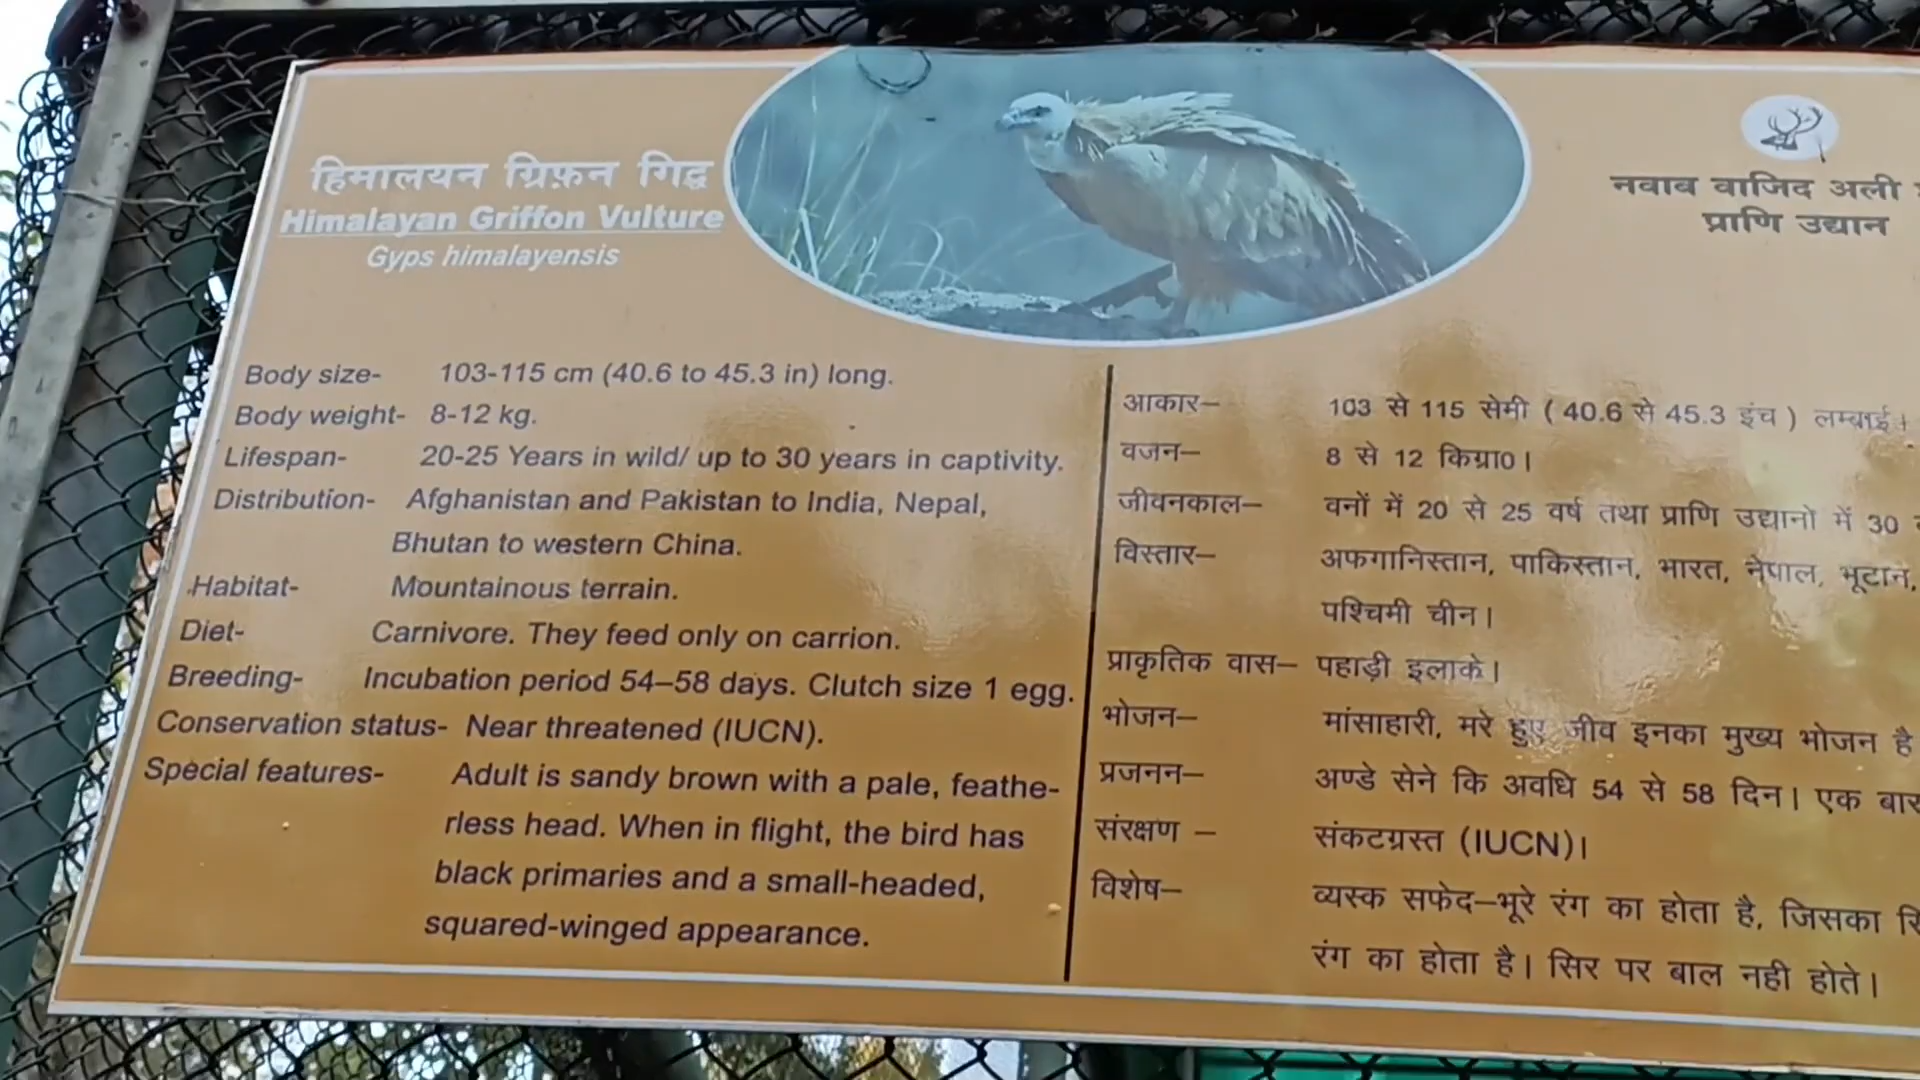 हिमालयन ग्रिफ़न गिद्ध
Himalayan Griffon Vulture
Gyps himalayensis
नवाब वाजिद अली
प्राणि उद्यान
Body size- 103-115 cm (40.6 to 45.3 in) long.
Body weight- 8-12 kg.
Lifespan- 20-25 Years in wild/ up to 30 years in captivity.
Distribution- Afghanistan and Pakistan to India, Nepal,
Bhutan to western China.
Habitat- Mountainous terrain.
Diet- Carnivore. They feed only on carrion.
Breeding- Incubation period 54–58 days. Clutch size 1 egg.
Conservation status- Near threatened (IUCN).
Special features- Adult is sandy brown with a pale, feathe-
rless head. When in flight, the bird has
black primaries and a small-headed,
squared-winged appearance.
आकार– 103 से 115 सेमी ( 40.6 से 45.3 इंच ) लम्बाई।
वजन– 8 से 12 किग्रा0।
जीवनकाल– वनों में 20 से 25 वर्ष तथा प्राणि उद्यानों में 30
विस्तार– अफगानिस्तान, पाकिस्तान, भारत, नेपाल, भूटान,
पश्चिमी चीन।
प्राकृतिक वास– पहाड़ी इलाके।
भोजन– मांसाहारी, मरे हुए जीव इनका मुख्य भोजन है
प्रजनन– अण्डे सेने कि अवधि 54 से 58 दिन। एक बार
संरक्षण – संकटग्रस्त (IUCN)।
विशेष– व्यस्क सफेद–भूरे रंग का होता है, जिसका
रंग का होता है। सिर पर बाल नही होते।